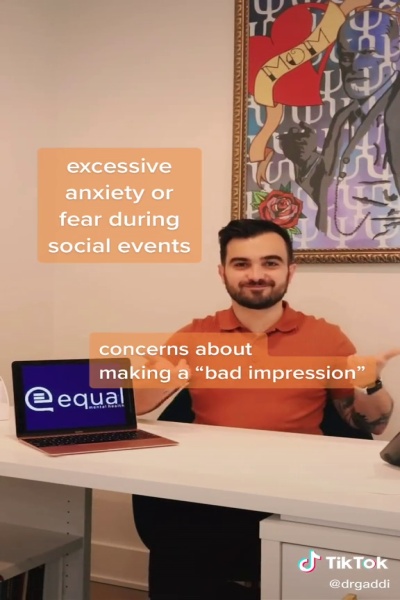 MOM
excessive
anxiety or
fear during
social events
concerns about
making a “bad impression”
equal
mental health
TikTok
@drgaddi